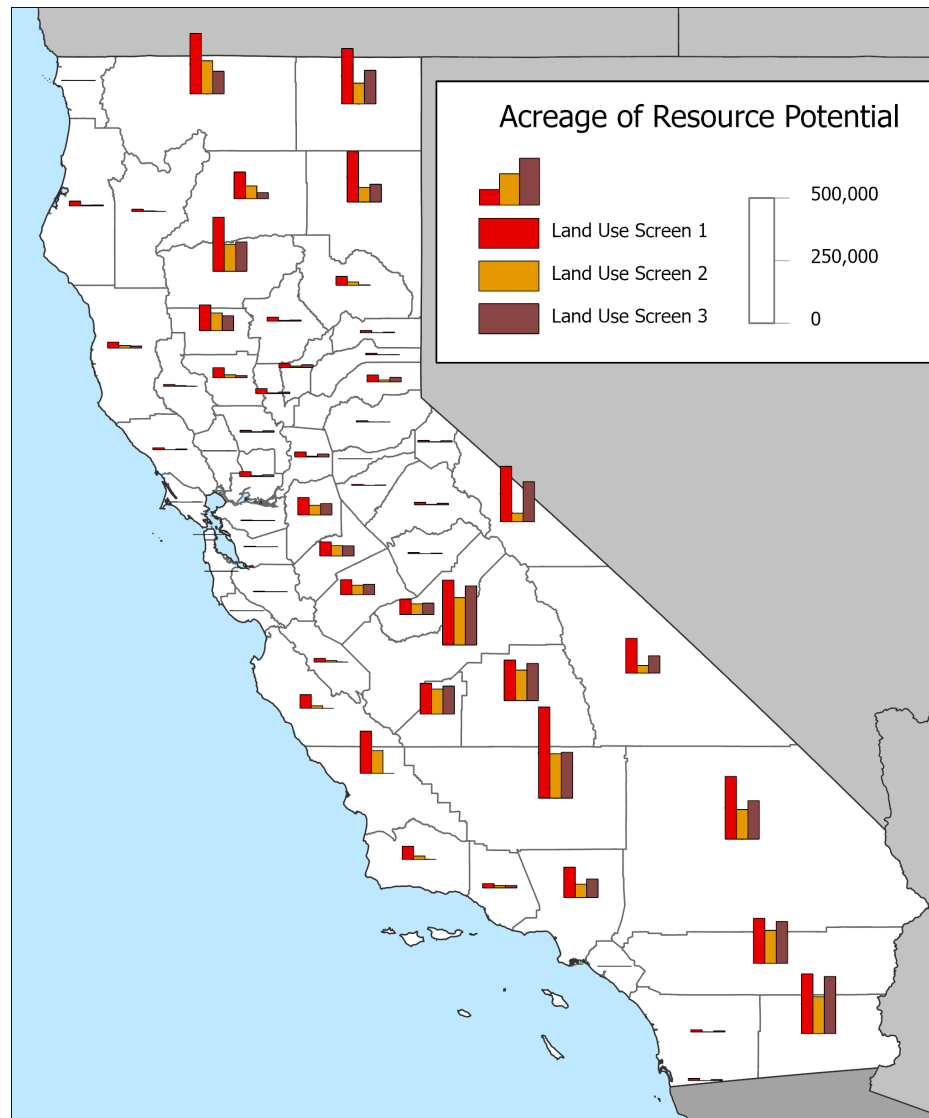 Acreage of Resource Potential
Land Use Screen 1
Land Use Screen 2
Land Use Screen 3
500,000
250,000
0